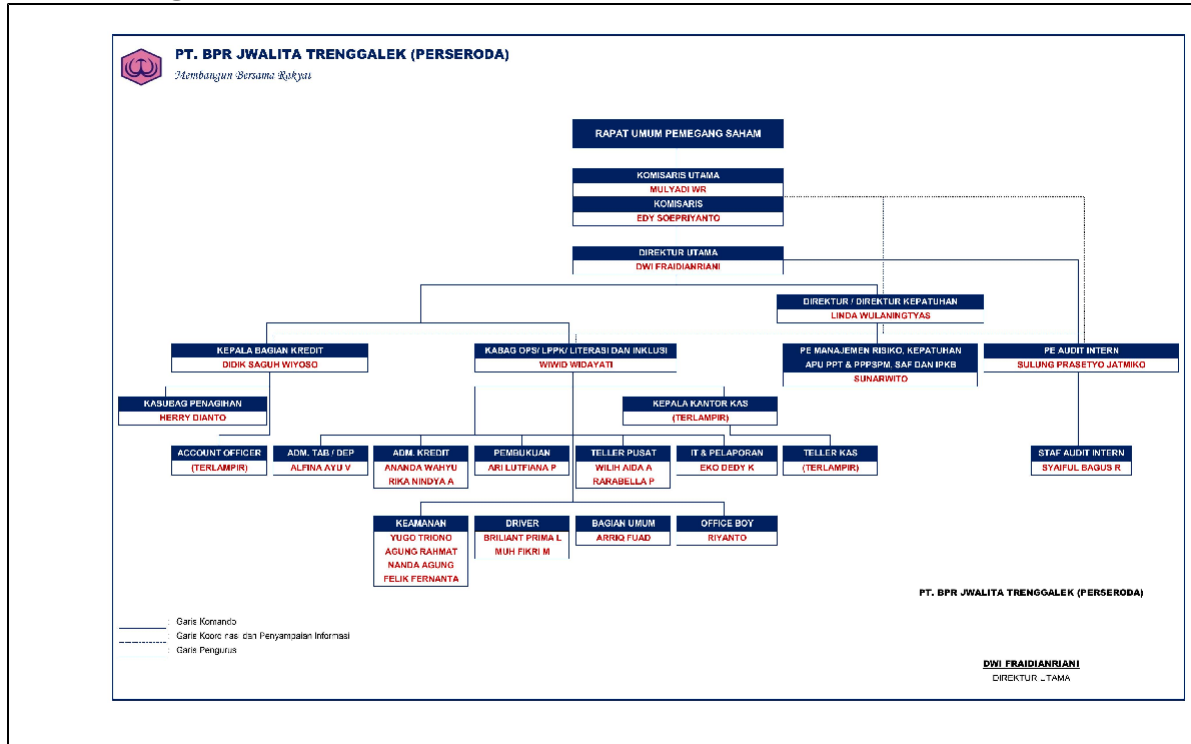 PT. BPR JWALITA TRENGGALEK (PERSERODA)
Membangun Bersama Rakyat
RAPAT UMUM PEMEGANG SAHAM
KOMISARIS UTAMA
MULYADI WR
KOMISARIS
EDY SOEPRIYANTO
DIREKTUR UTAMA
DWI FRAIDIANRIANI
DIREKTUR / DIREKTUR KEPATUHAN
LINDA WULANINGTYAS
KEPALA BAGIAN KREDIT
DIDIK SAGUH WIYOSO
KABAG OPS/ LPPK/ LITERASI DAN INKLUSI
WIWID WIDAYATI
PE MANAJEMEN RISIKO, KEPATUHAN
APU PPT & PPPSPM, SAF DAN IPKB
SUNARWITO
PE AUDIT INTERN
SULUNG PRASETYO JATMIKO
KASUBAG PENAGIHAN
HERRY DIANTO
KEPALA KANTOR KAS
(TERLAMPIR)
ACCOUNT OFFICER
(TERLAMPIR)
ADM. TAB / DEP
ALFINA AYU V
ADM. KREDIT
ANANDA WAHYU
RIKA NINDYA A
PEMBUKUAN
ARI LUTFIANA P
TELLER PUSAT
WILIH AIDA A
RARABELLA P
IT & PELAPORAN
EKO DEDY K
TELLER KAS
(TERLAMPIR)
STAF AUDIT INTERN
SYAIFUL BAGUS R
KEAMANAN
YUGO TRIONO
AGUNG RAHMAT
NANDA AGUNG
FELIK FERNANTA
DRIVER
BRILIANT PRIMA L
MUH FIKRI M
BAGIAN UMUM
ARRIQ FUAD
OFFICE BOY
RIYANTO
PT. BPR JWALITA TRENGGALEK (PERSERODA)
: Garis Komando
: Garis Koordinasi dan Penyampaian Informasi
: Garis Pengurus
DWI FRAIDIANRIANI
DIREKTUR UTAMA